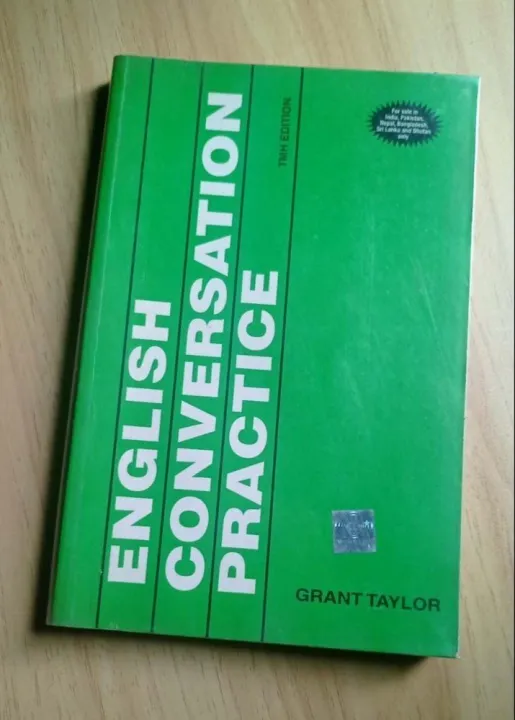 ENGLISH
CONVERSATION
PRACTICE
TMH EDITION
For sale in
India, Pakistan,
Nepal, Bangladesh,
Sri Lanka and Bhutan
only
GRANT TAYLOR